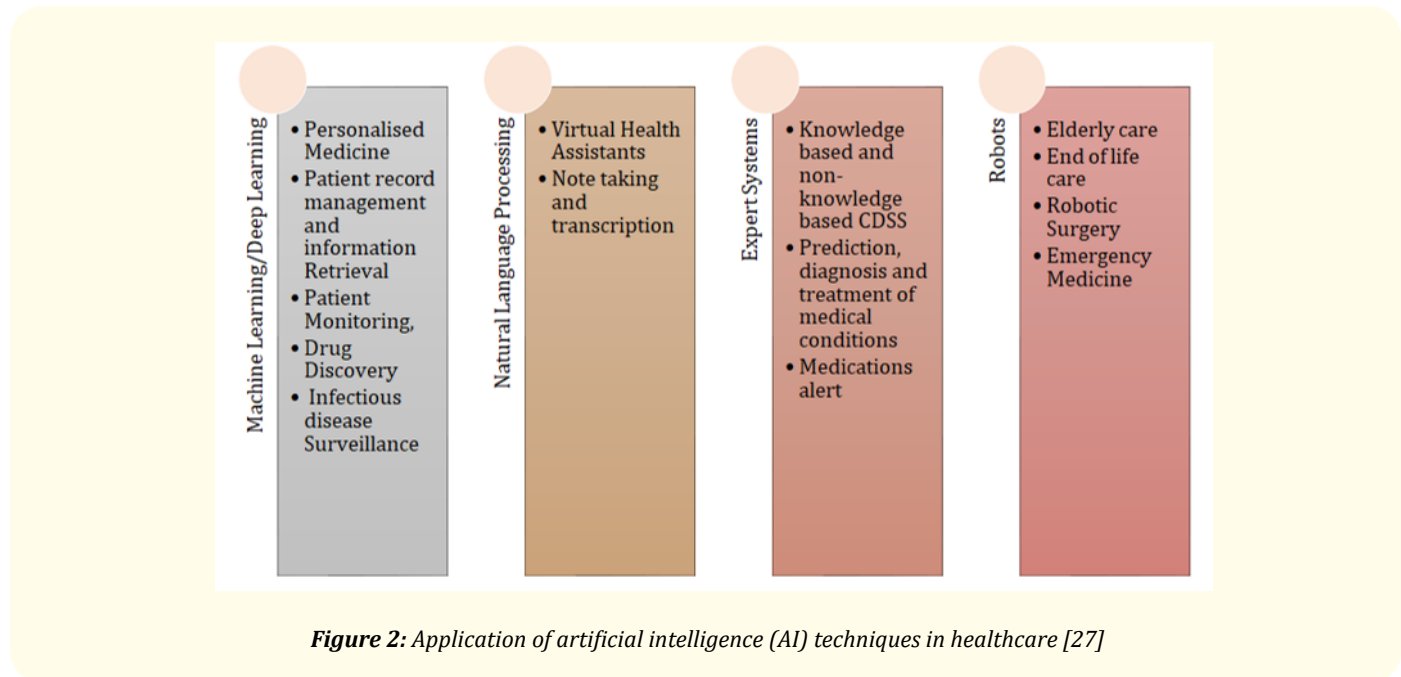 Machine Learning/Deep Learning
• Personalised
Medicine
• Patient record
management
and
information
Retrieval
• Patient
Monitoring,
• Drug
Discovery
• Infectious
disease
Surveillance
Natural Language Processing
• Virtual Health
Assistants
• Note taking
and
transcription
Expert Systems
• Knowledge
based and
non-
knowledge
based CDSS
• Prediction,
diagnosis and
treatment of
medical
conditions
• Medications
alert
Robots
• Elderly care
• End of life
care
• Robotic
Surgery
• Emergency
Medicine
Figure 2: Application of artificial intelligence (AI) techniques in healthcare [27]